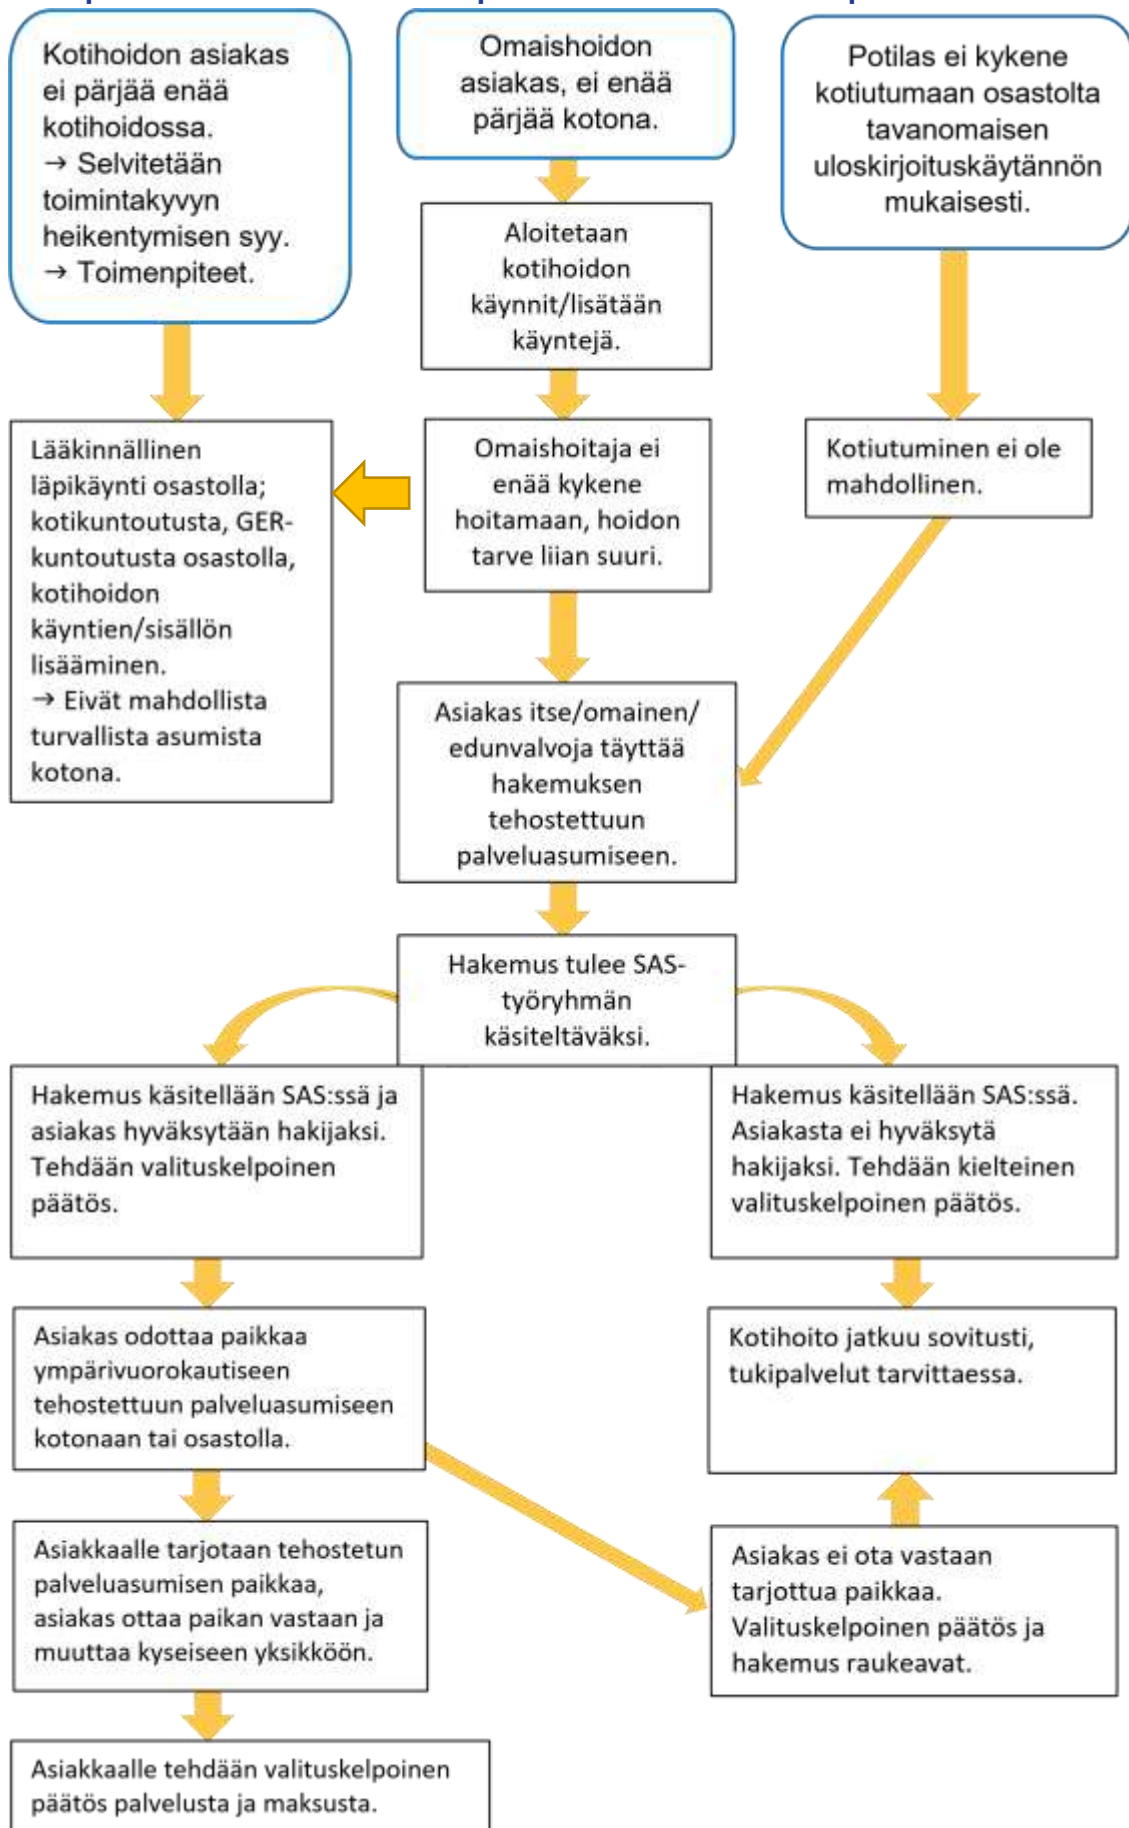 Kotihoidon asiakas
ei pärjää enää
kotihoidossa.
→ Selvitetään
toimintakyvyn
heikentymisen syy.
→ Toimenpiteet.
Omaishoidon
asiakas, ei enää
pärjää kotona.
Potilas ei kykene
kotiutumaan osastolta
tavanomaisen
uloskirjoituskäytännön
mukaisesti.
Aloitetaan
kotihoidon
käynnit/lisätään
käyntejä.
Lääkinnällinen
läpikäynti osastolla;
kotikuntoutusta, GER-
kuntoutusta osastolla,
kotihoidon
käyntien/sisällön
lisääminen.
→ Eivät mahdollista
turvallista asumista
kotona.
Omaishoitaja ei
enää kykene
hoitamaan, hoidon
tarve liian suuri.
Kotiutuminen ei ole
mahdollinen.
Asiakas itse/omainen/
edunvalvoja täyttää
hakemuksen
tehostettuun
palveluasumiseen.
Hakemus tulee SAS-
työryhmän
käsiteltäväksi.
Hakemus käsitellään SAS:ssä ja
asiakas hyväksytään hakijaksi.
Tehdään valituskelpoinen
päätös.
Hakemus käsitellään SAS:ssä.
Asiakasta ei hyväksytä
hakijaksi. Tehdään kielteinen
valituskelpoinen päätös.
Asiakas odottaa paikkaa
ympärivuorokautiseen
tehostettuun palveluasumiseen
kotonaan tai osastolla.
Kotihoito jatkuu sovitusti,
tukipalvelut tarvittaessa.
Asiakkaalle tarjotaan tehostetun
palveluasumisen paikkaa,
asiakas ottaa paikan vastaan ja
muuttaa kyseiseen yksikköön.
Asiakas ei ota vastaan
tarjottua paikkaa.
Valituskelpoinen päätös ja
hakemus raukeavat.
Asiakkaalle tehdään valituskelpoinen
päätös palvelusta ja maksusta.